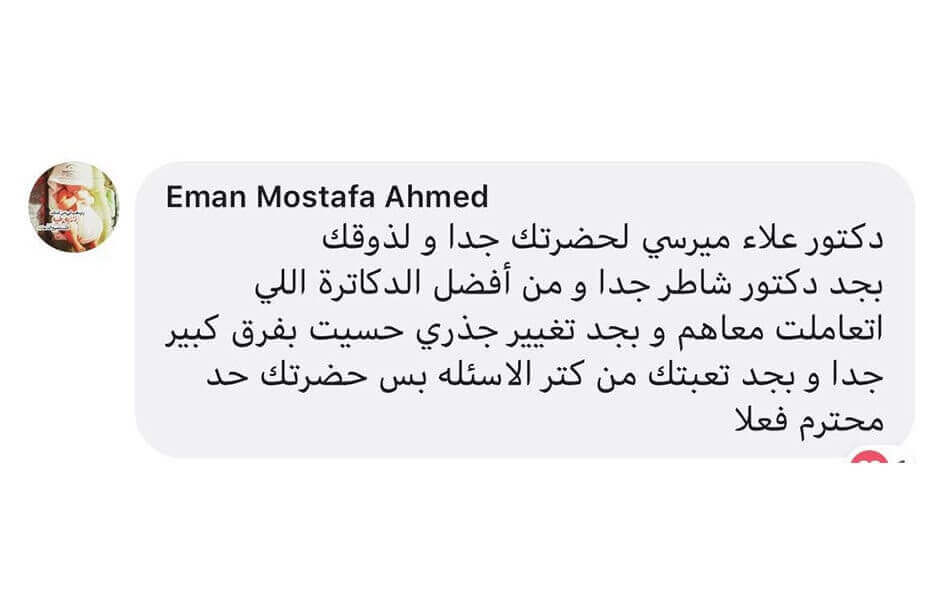 Eman Mostafa Ahmed
دكتور علاء ميرسي لحضرتك جدا و لذوقك
بجد دكتور شاطر جدا و من أفضل الدكاترة اللي
اتعاملت معاهم و بجد تغيير جذري حسيت بفرق كبير
جدا و بجد تعبتك من كتر الاسئله بس حضرتك حد
محترم فعلا